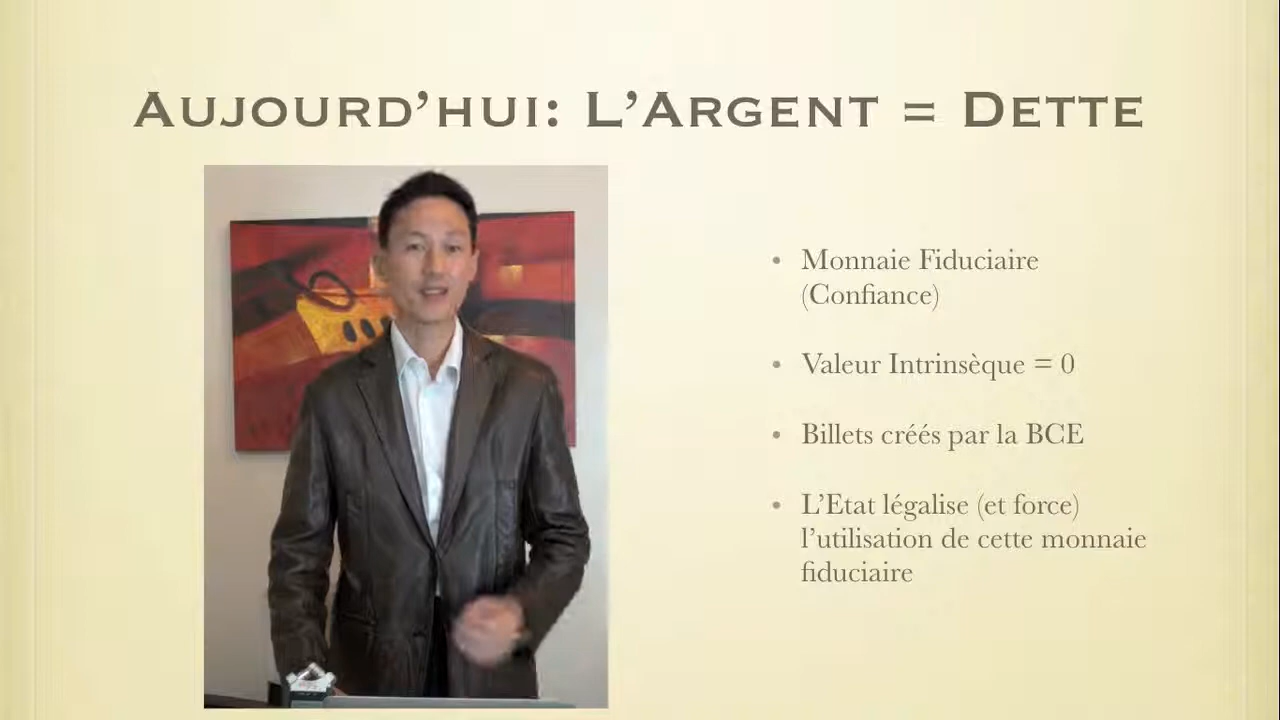 Aujourd'hui: L'Argent = Dette
• Monnaie Fiduciaire
(Confiance)
• Valeur Intrinsèque = 0
• Billets créés par la BCE
• L'Etat légalise (et force)
l'utilisation de cette monnaie
fiduciaire